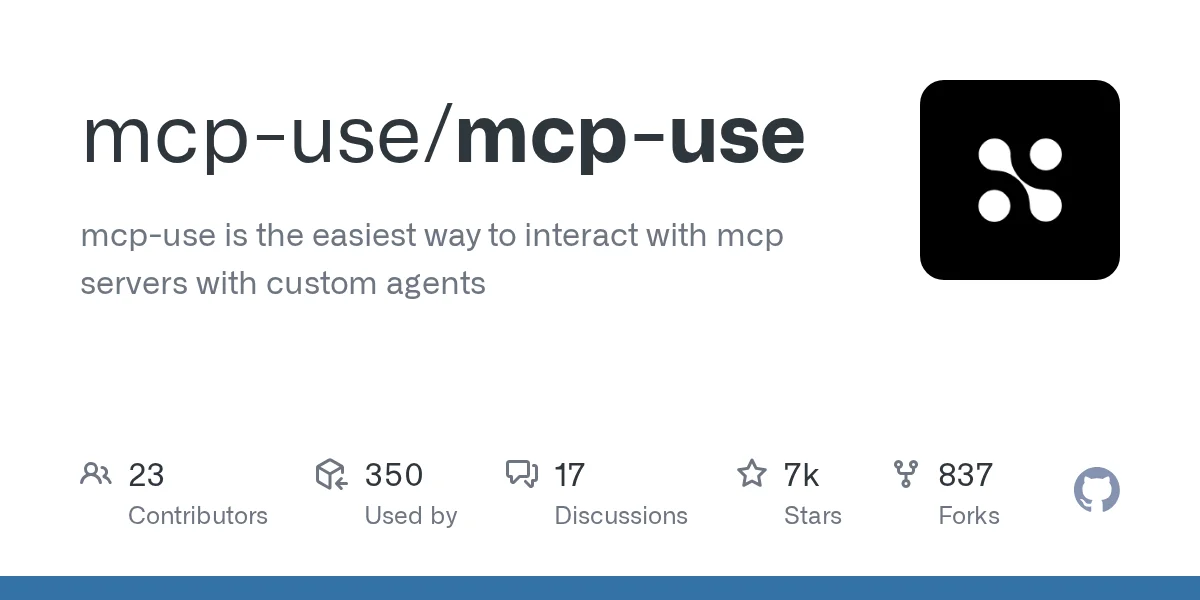 mcp-use/mcp-use
mcp-use is the easiest way to interact with mcp
servers with custom agents
23
Contributors
350
Used by
17
Discussions
7k
Stars
837
Forks